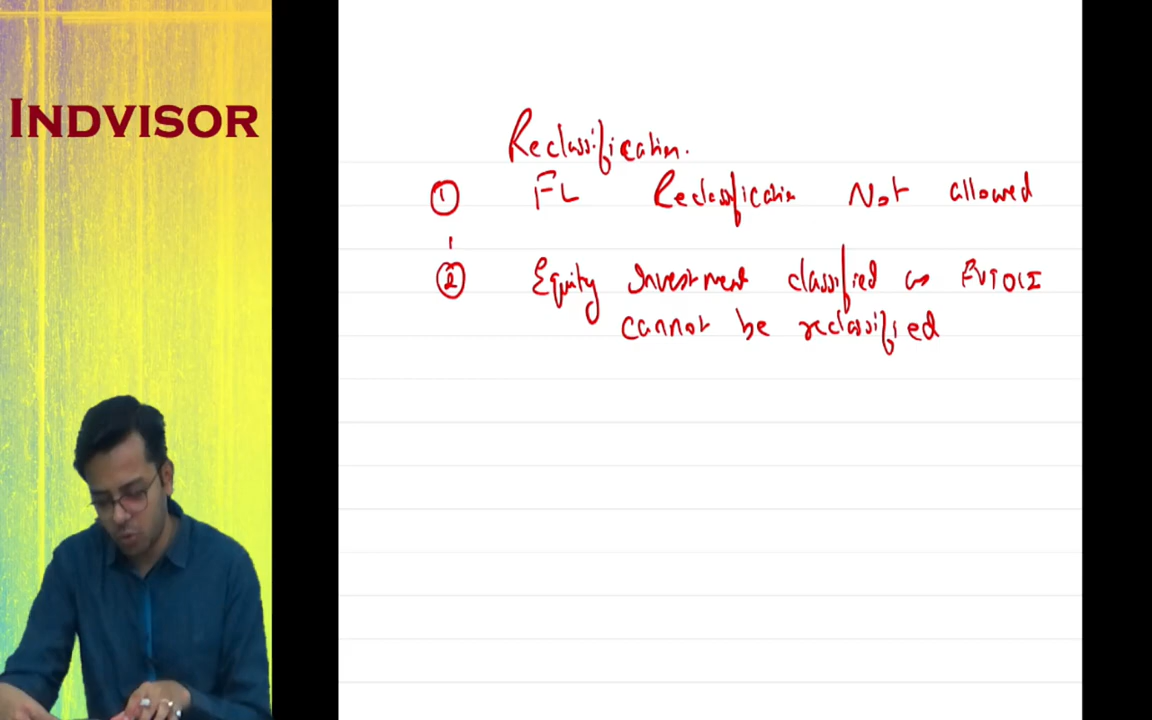 INDVISOR
Reclassification.
① FL Reclassification Not allowed
② Equity Investment classified as FVTOCI
cannot be reclassified